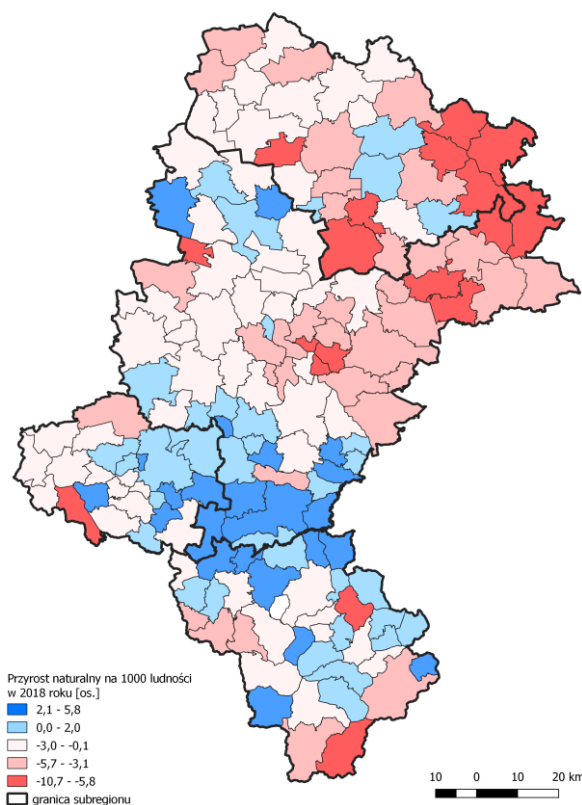 Przyrost naturalny na 1000 ludności
w 2018 roku [os.]
2,1 - 5,8
0,0 - 2,0
-3,0 - -0,1
-5,7 - -3,1
-10,7 - -5,8
granica subregionu
10 0 10 20 km